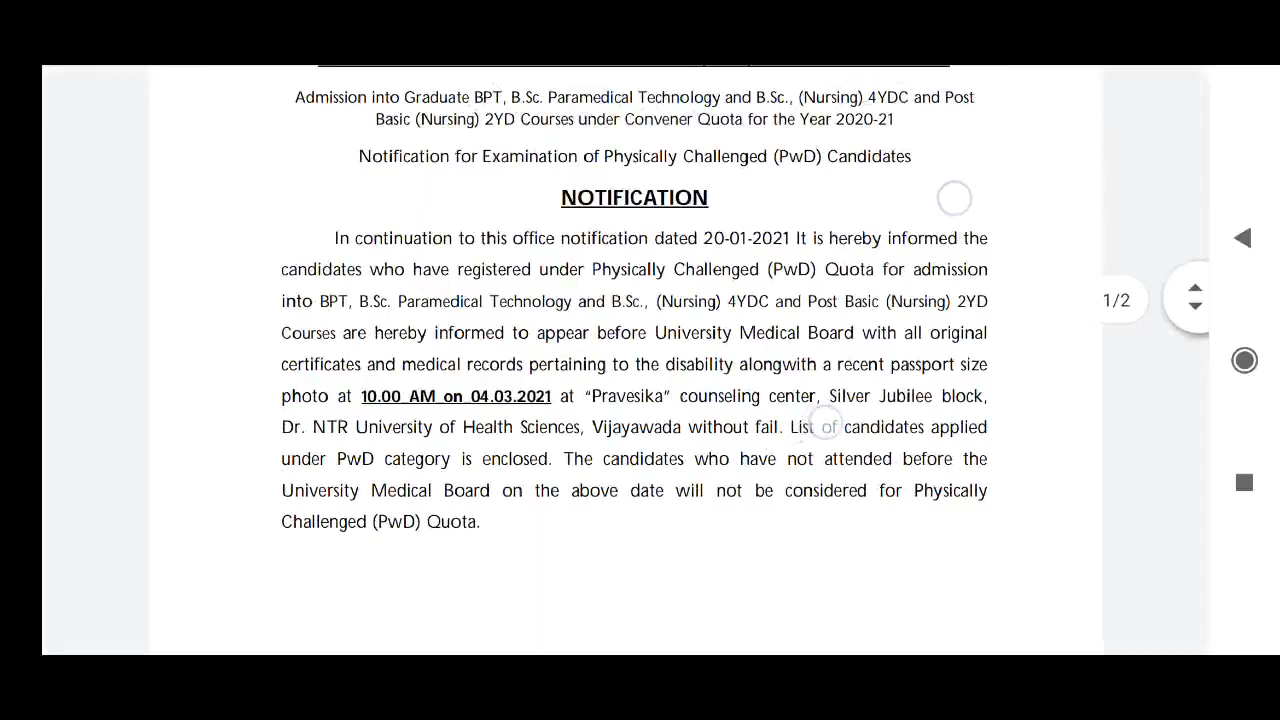 Admission into Graduate BPT, B.Sc. Paramedical Technology and B.Sc., (Nursing) 4YDC and Post
Basic (Nursing) 2YD Courses under Convener Quota for the Year 2020-21
Notification for Examination of Physically Challenged (PwD) Candidates
NOTIFICATION
In continuation to this office notification dated 20-01-2021 It is hereby informed the
candidates who have registered under Physically Challenged (PwD) Quota for admission
into BPT, B.Sc. Paramedical Technology and B.Sc., (Nursing) 4YDC and Post Basic (Nursing) 2YD
Courses are hereby informed to appear before University Medical Board with all original
certificates and medical records pertaining to the disability alongwith a recent passport size
photo at 10.00 AM on 04.03.2021 at “Pravesika” counseling center, Silver Jubilee block,
Dr. NTR University of Health Sciences, Vijayawada without fail. List of candidates applied
under PwD category is enclosed. The candidates who have not attended before the
University Medical Board on the above date will not be considered for Physically
Challenged (PwD) Quota.
1/2